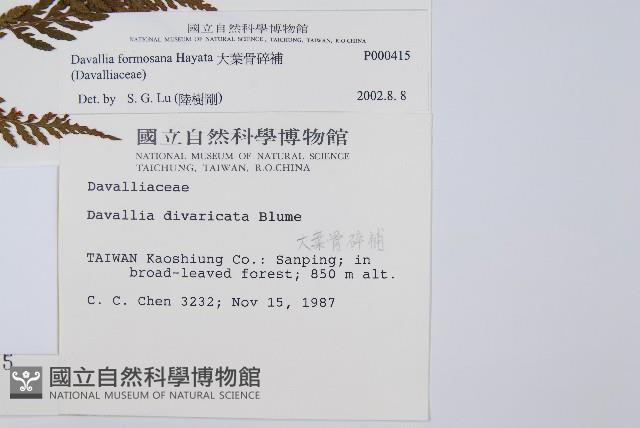 國立自然科學博物館
NATIONAL MUSEUM OF NATURAL SCIENCE, TAICHUNG, TAIWAN, R.O.CHINA
Davallia formosana Hayata 大葉骨碎補 P000415
(Davalliaceae)
Det. by S. G. Lu (陸樹剛) 2002.8.8
國立自然科學博物館
NATIONAL MUSEUM OF NATURAL SCIENCE
TAICHUNG, TAIWAN, R.O.CHINA
Davalliaceae
Davallia divaricata Blume
大葉骨碎補
TAIWAN Kaoshiung Co.: Sanping; in
broad-leaved forest; 850 m alt.
C. C. Chen 3232; Nov 15, 1987
5
國立自然科學博物館
NATIONAL MUSEUM OF NATURAL SCIENCE